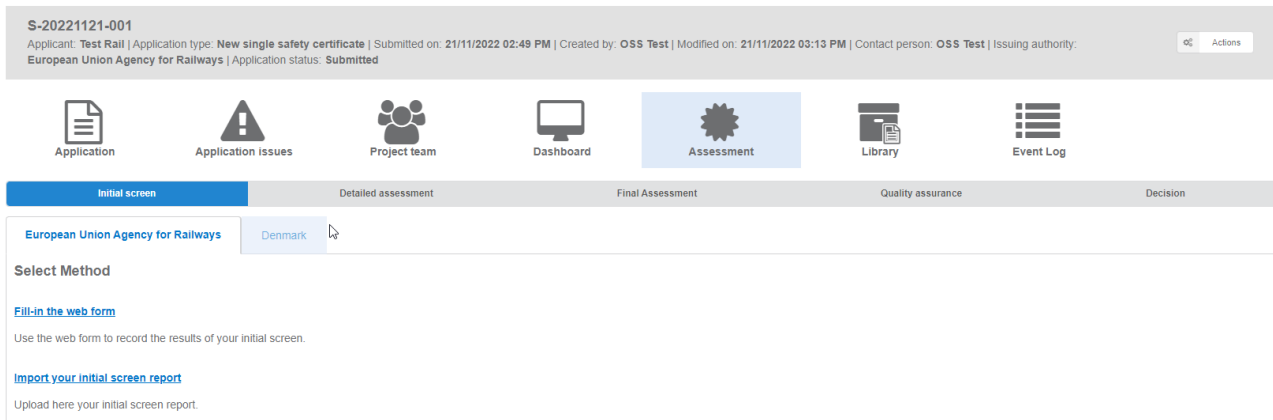 S-20221121-001
Applicant: Test Rail | Application type: New single safety certificate | Submitted on: 21/11/2022 02:49 PM | Created by: OSS Test | Modified on: 21/11/2022 03:13 PM | Contact person: OSS Test | Issuing authority:
European Union Agency for Railways | Application status: Submitted
Actions
Application Application issues Project team Dashboard Assessment Library Event Log
Initial screen Detailed assessment Final Assessment Quality assurance Decision
European Union Agency for Railways Denmark
Select Method
Fill-in the web form
Use the web form to record the results of your initial screen.
Import your initial screen report
Upload here your initial screen report.